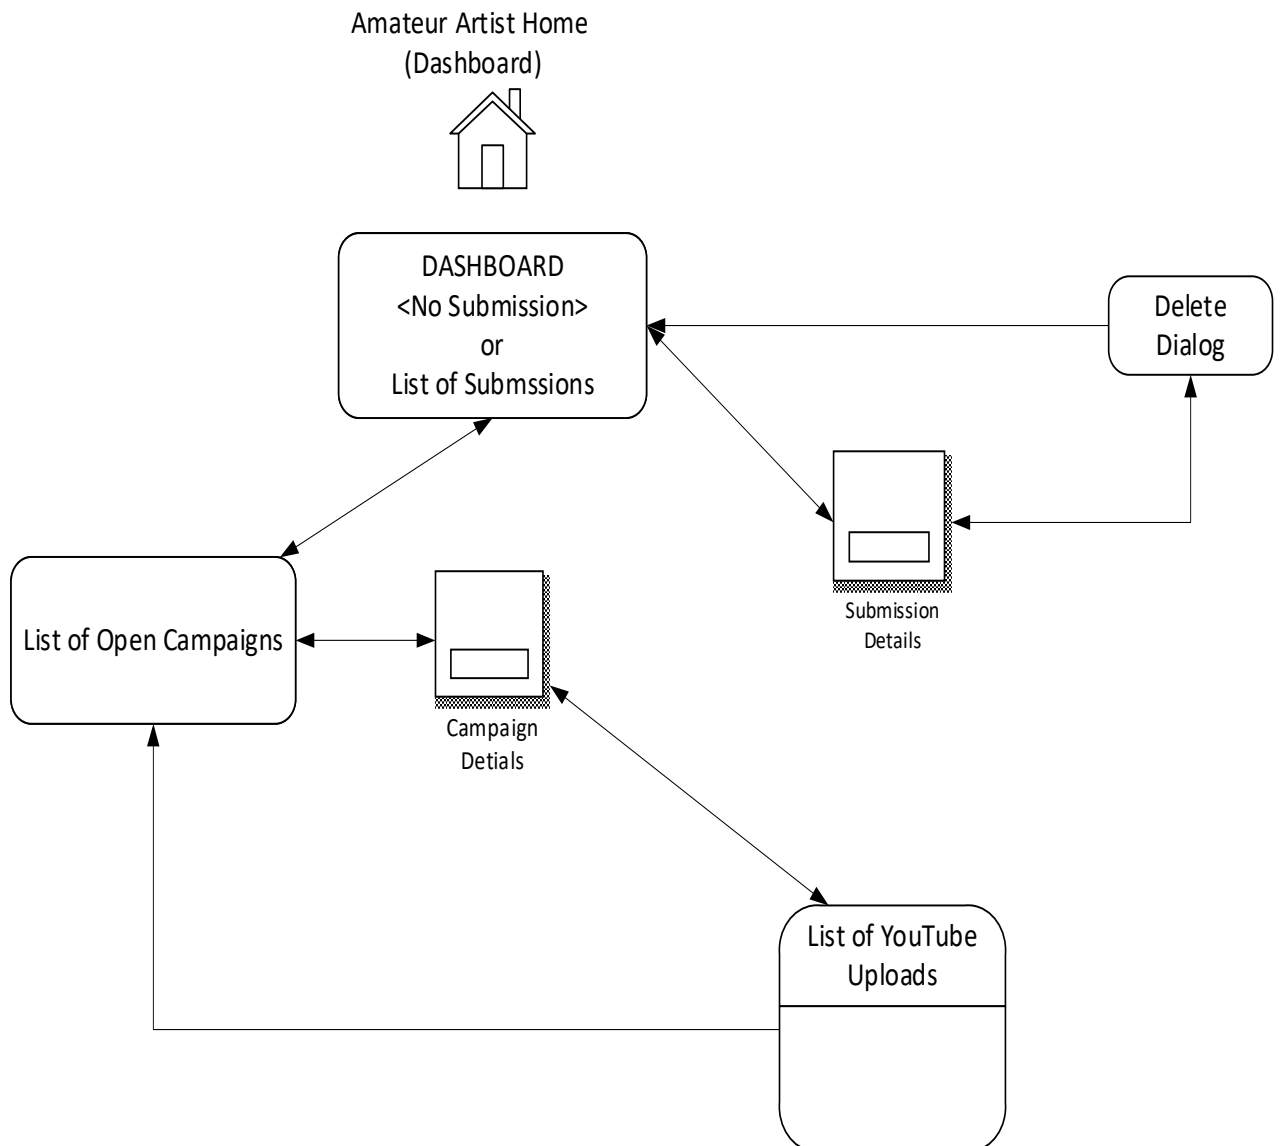 Amateur Artist Home
(Dashboard)
DASHBOARD
<No Submission>
or
List of Submssions
Delete
Dialog
Submission
Details
List of Open Campaigns
Campaign
Detials
List of YouTube
Uploads